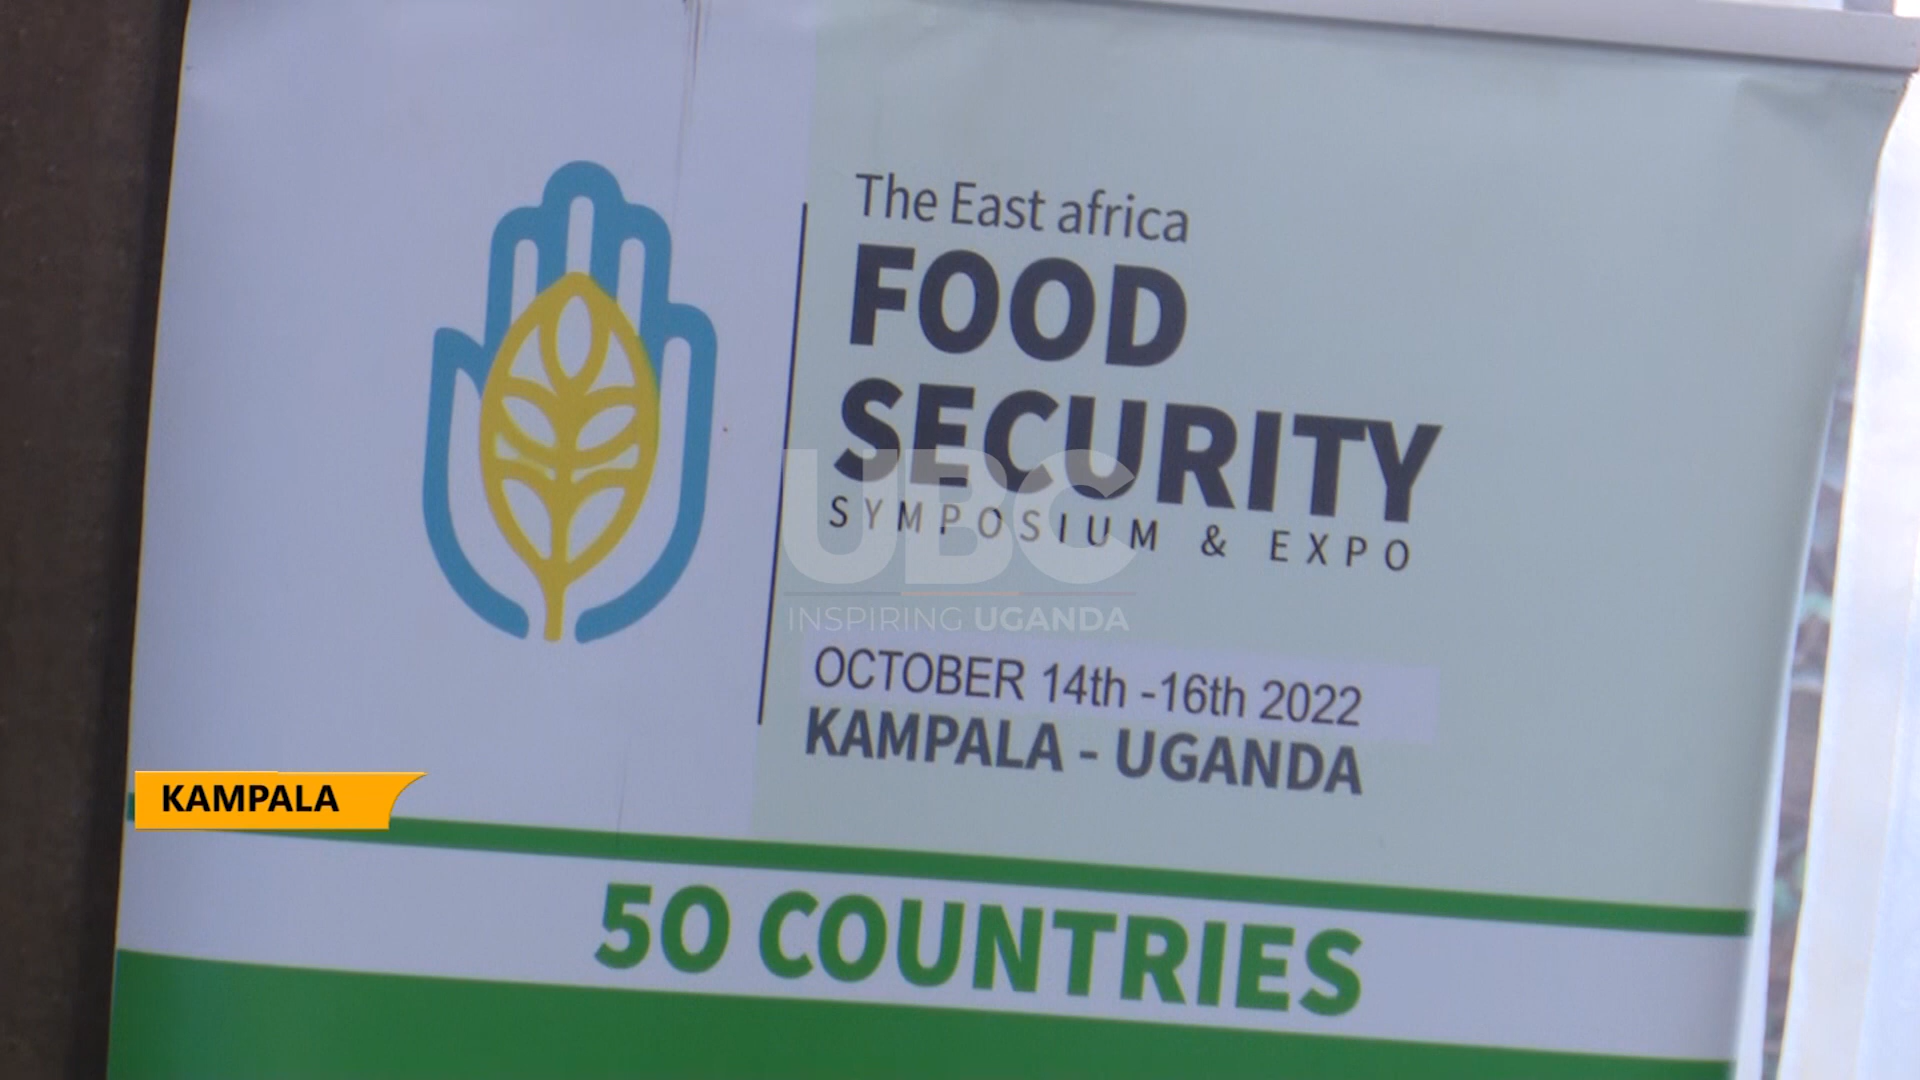 The East africa
FOOD
SECURITY
SYMPOSIUM & EXPO
UBC
INSPIRING UGANDA
OCTOBER 14th -16th 2022
KAMPALA - UGANDA
KAMPALA
50 COUNTRIES